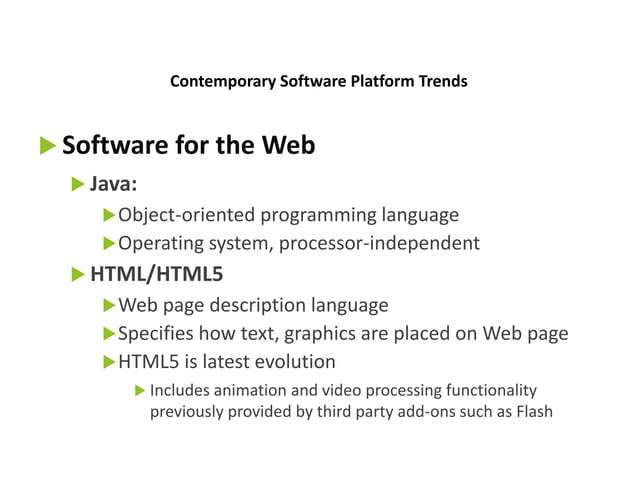 Contemporary Software Platform Trends
Software for the Web
Java:
Object-oriented programming language
Operating system, processor-independent
HTML/HTML5
Web page description language
Specifies how text, graphics are placed on Web page
HTML5 is latest evolution
Includes animation and video processing functionality
previously provided by third party add-ons such as Flash